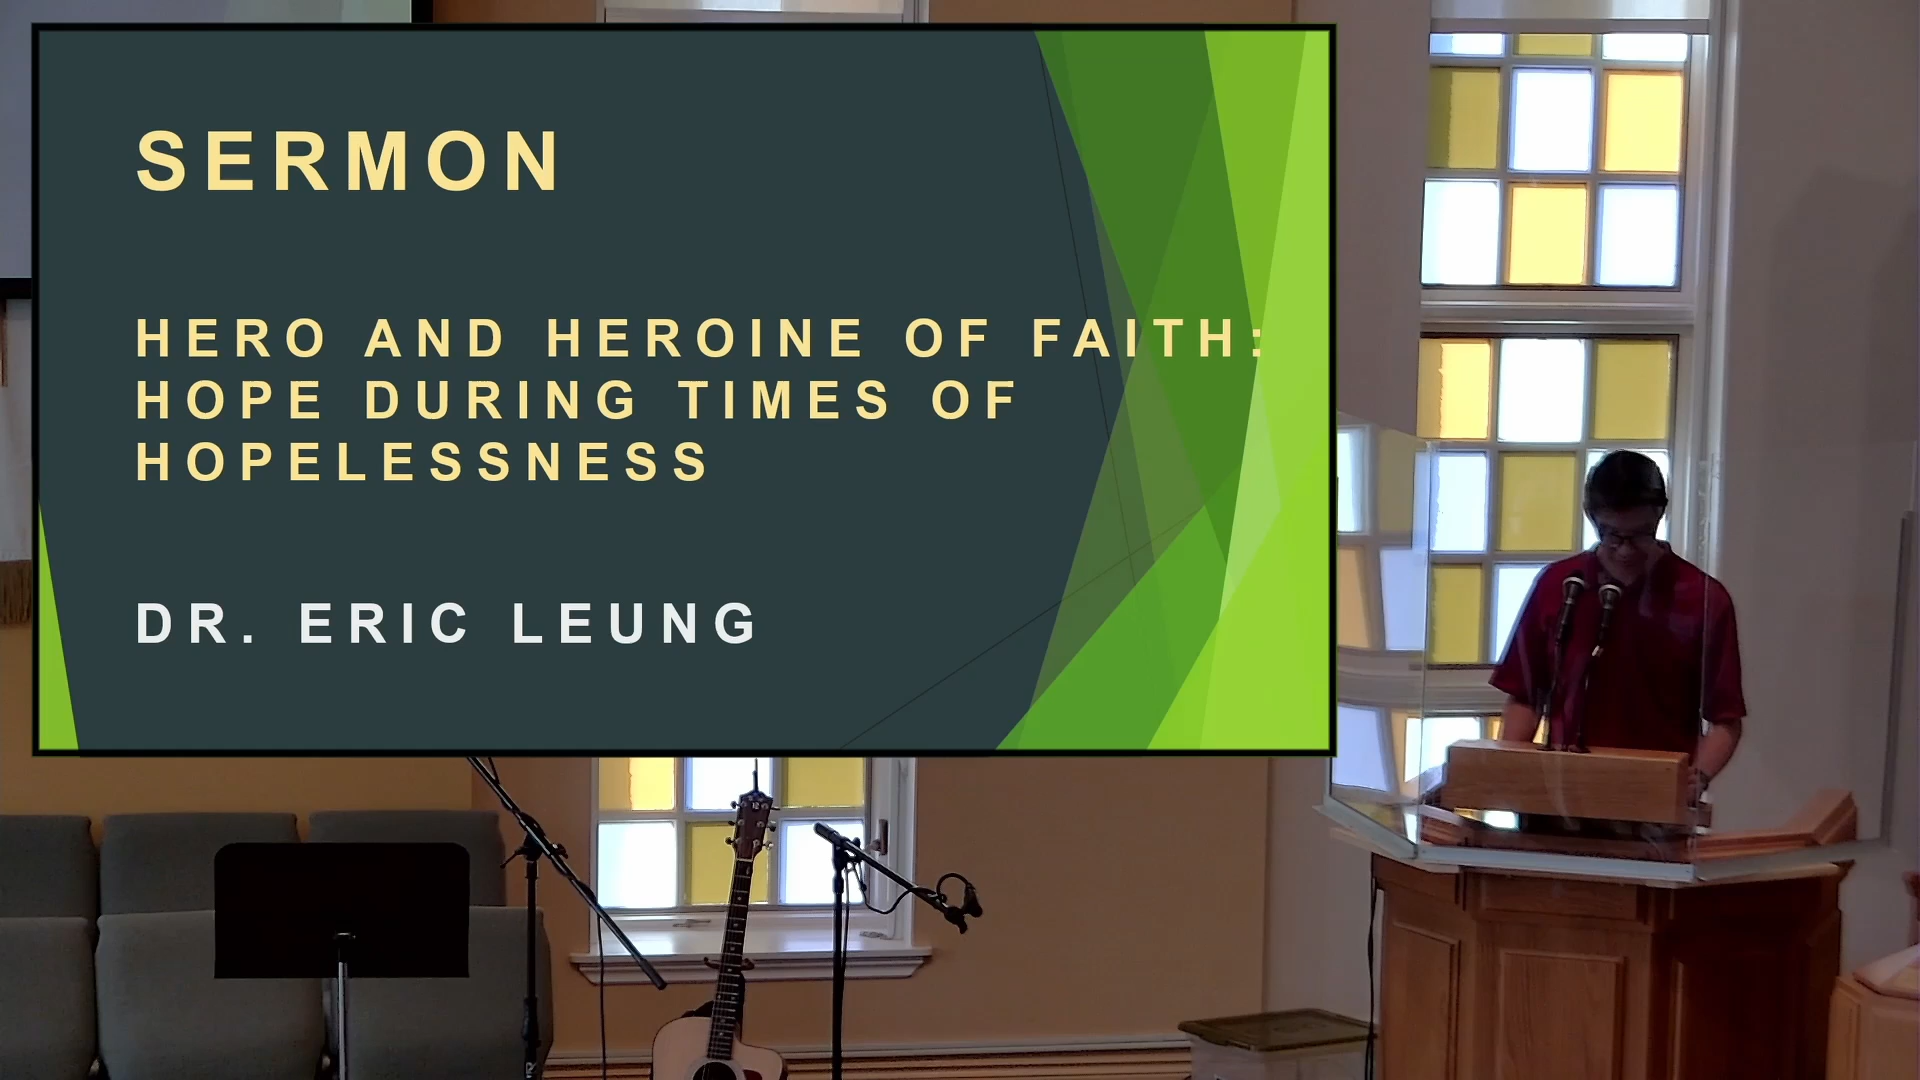 SERMON
HERO AND HEROINE OF FAITH:
HOPE DURING TIMES OF
HOPELESSNESS
DR. ERIC LEUNG